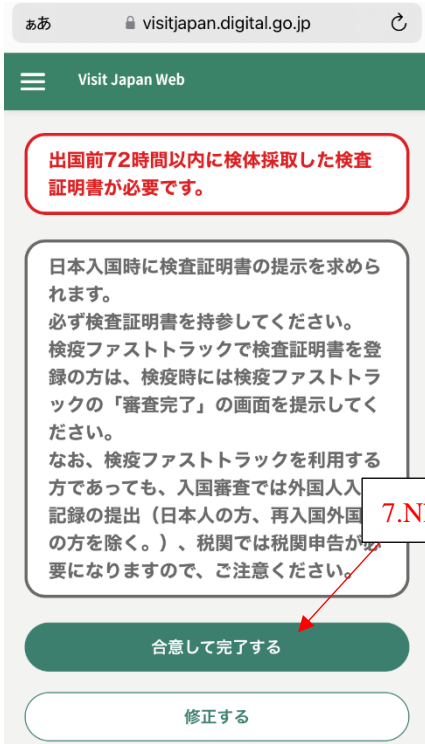 ぁあ visitjapan.digital.go.jp
Visit Japan Web
出国前72時間以内に検体採取した検査
証明書が必要です。
日本入国時に検査証明書の提示を求めら
れます。
必ず検査証明書を持参してください。
検疫ファストトラックで検査証明書を登
録の方は、検疫時には検疫ファストトラ
ックの「審査完了」の画面を提示してく
ださい。
なお、検疫ファストトラックを利用する
方であっても、入国審査では外国人入
記録の提出（日本人の方、再入国外国
の方を除く。）、税関では税関申告が必
要になりますので、ご注意ください。
7.
合意して完了する
修正する